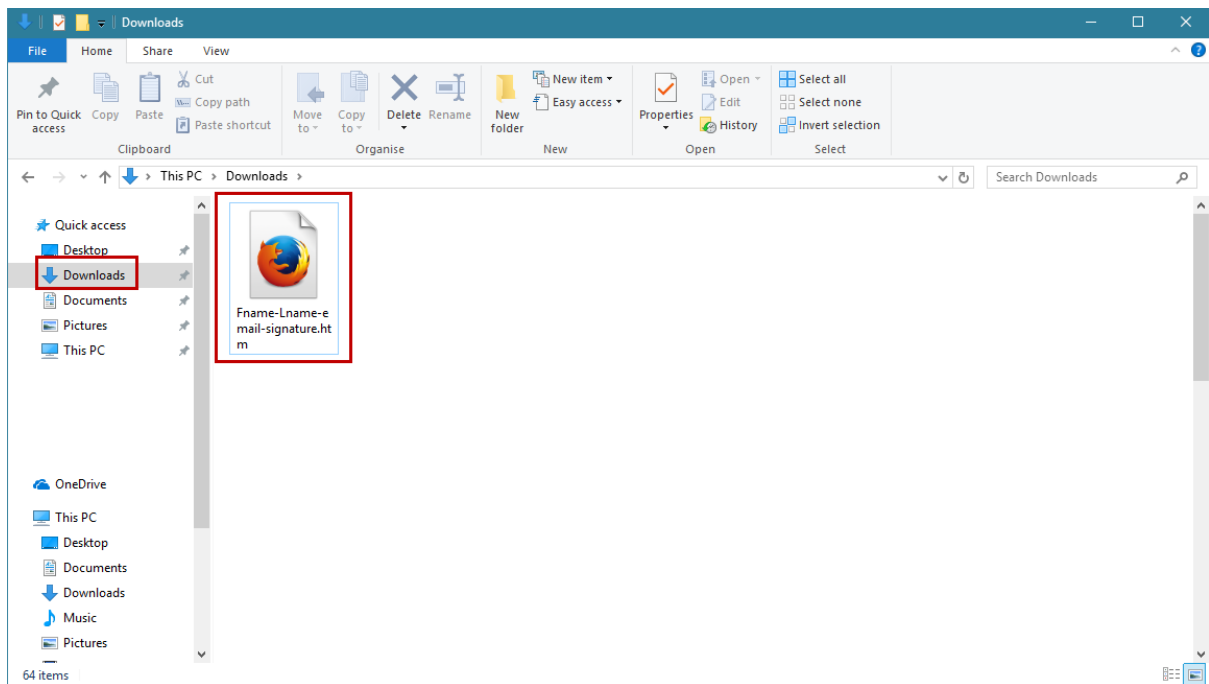 Downloads
File Home Share View
Pin to Quick access
Copy
Paste
Cut
Copy path
Paste shortcut
Clipboard
Move to
Copy to
Delete
Rename
Organise
New folder
New item
Easy access
New
Properties
Open
Edit
History
Open
Select all
Select none
Invert selection
Select
This PC > Downloads >
Search Downloads
Quick access
Desktop
Downloads
Documents
Pictures
This PC
OneDrive
This PC
Desktop
Documents
Downloads
Music
Pictures
Fname-Lname-e
mail-signature.ht
m
64 items